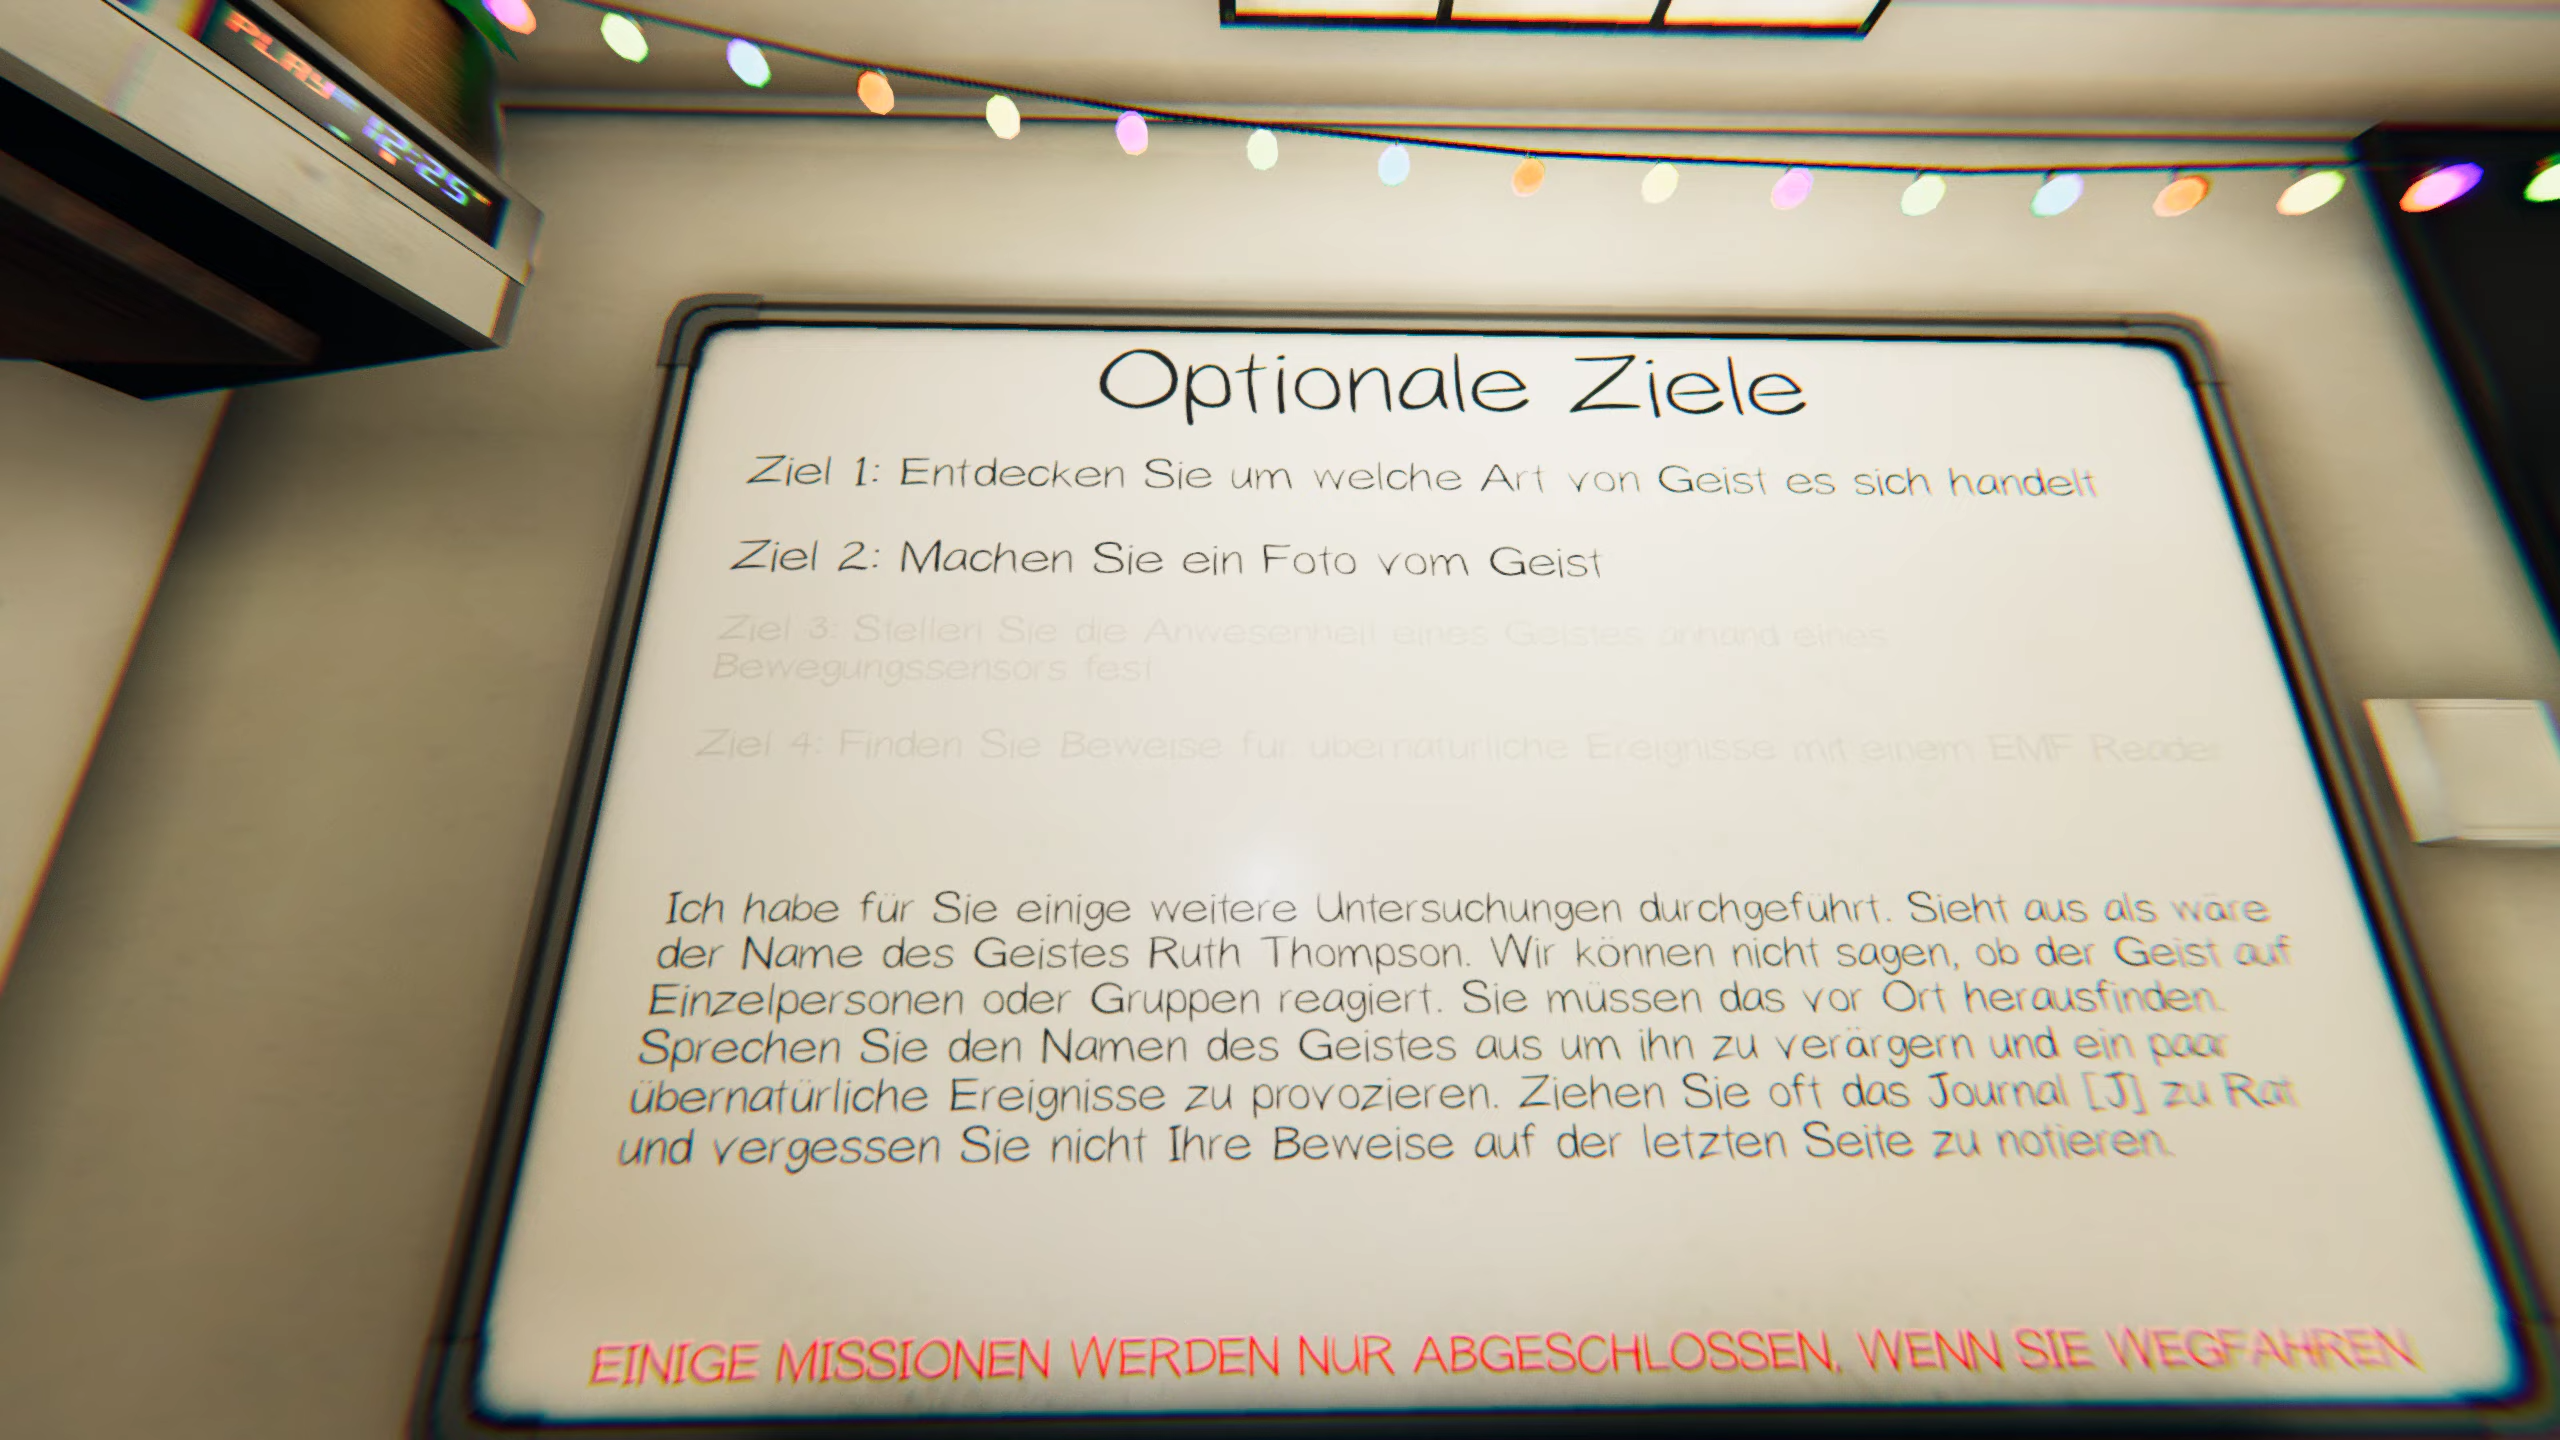 PLAY
12:25
Optionale Ziele
Ziel 1: Entdecken Sie um welche Art von Geist es sich handelt
Ziel 2: Machen Sie ein Foto vom Geist
Ziel 3: Stellen Sie die Anwesenheit eines Geistes anhand eines
Bewegungssensors fest
Ziel 4: Finden Sie Beweise für übernatürliche Ereignisse mit einem EMF Reader
Ich habe für Sie einige weitere Untersuchungen durchgeführt. Sieht aus als wäre
der Name des Geistes Ruth Thompson. Wir können nicht sagen, ob der Geist auf
Einzelpersonen oder Gruppen reagiert. Sie müssen das vor Ort herausfinden.
Sprechen Sie den Namen des Geistes aus um ihn zu verärgern und ein paar
übernatürliche Ereignisse zu provozieren. Ziehen Sie oft das Journal [J] zu Rat
und vergessen Sie nicht Ihre Beweise auf der letzten Seite zu notieren.
EINIGE MISSIONEN WERDEN NUR ABGESCHLOSSEN, WENN SIE WEGFAHREN